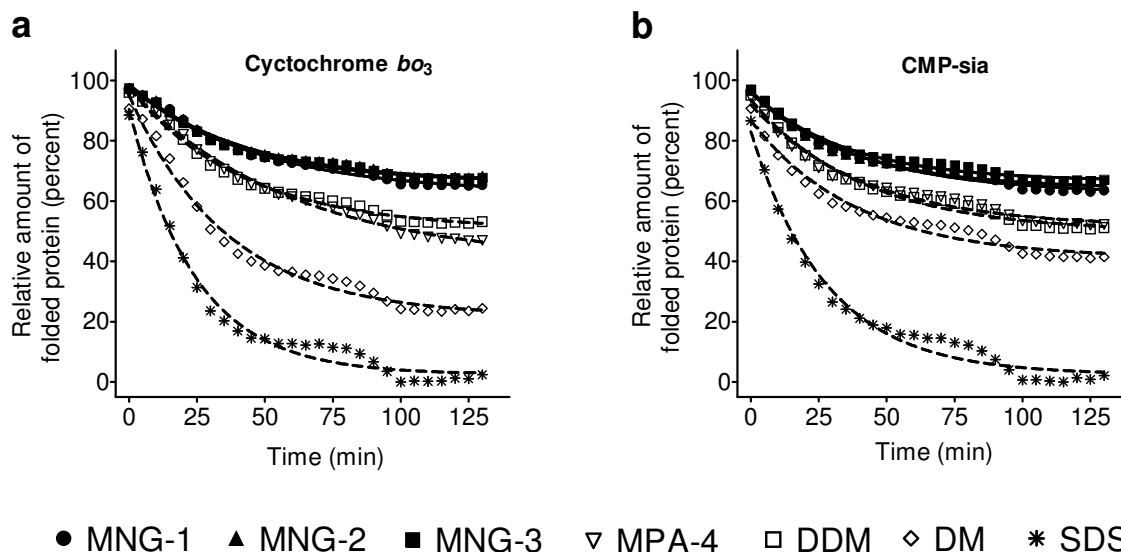 a
Cyctochrome bo3
Relative amount of
folded protein (percent)
100
80
60
40
20
0
0 25 50 75 100 125
Time (min)
b
CMP-sia
Relative amount of
folded protein (percent)
100
80
60
40
20
0
0 25 50 75 100 125
Time (min)
MNG-1 MNG-2 MNG-3 MPA-4 DDM DM SDS